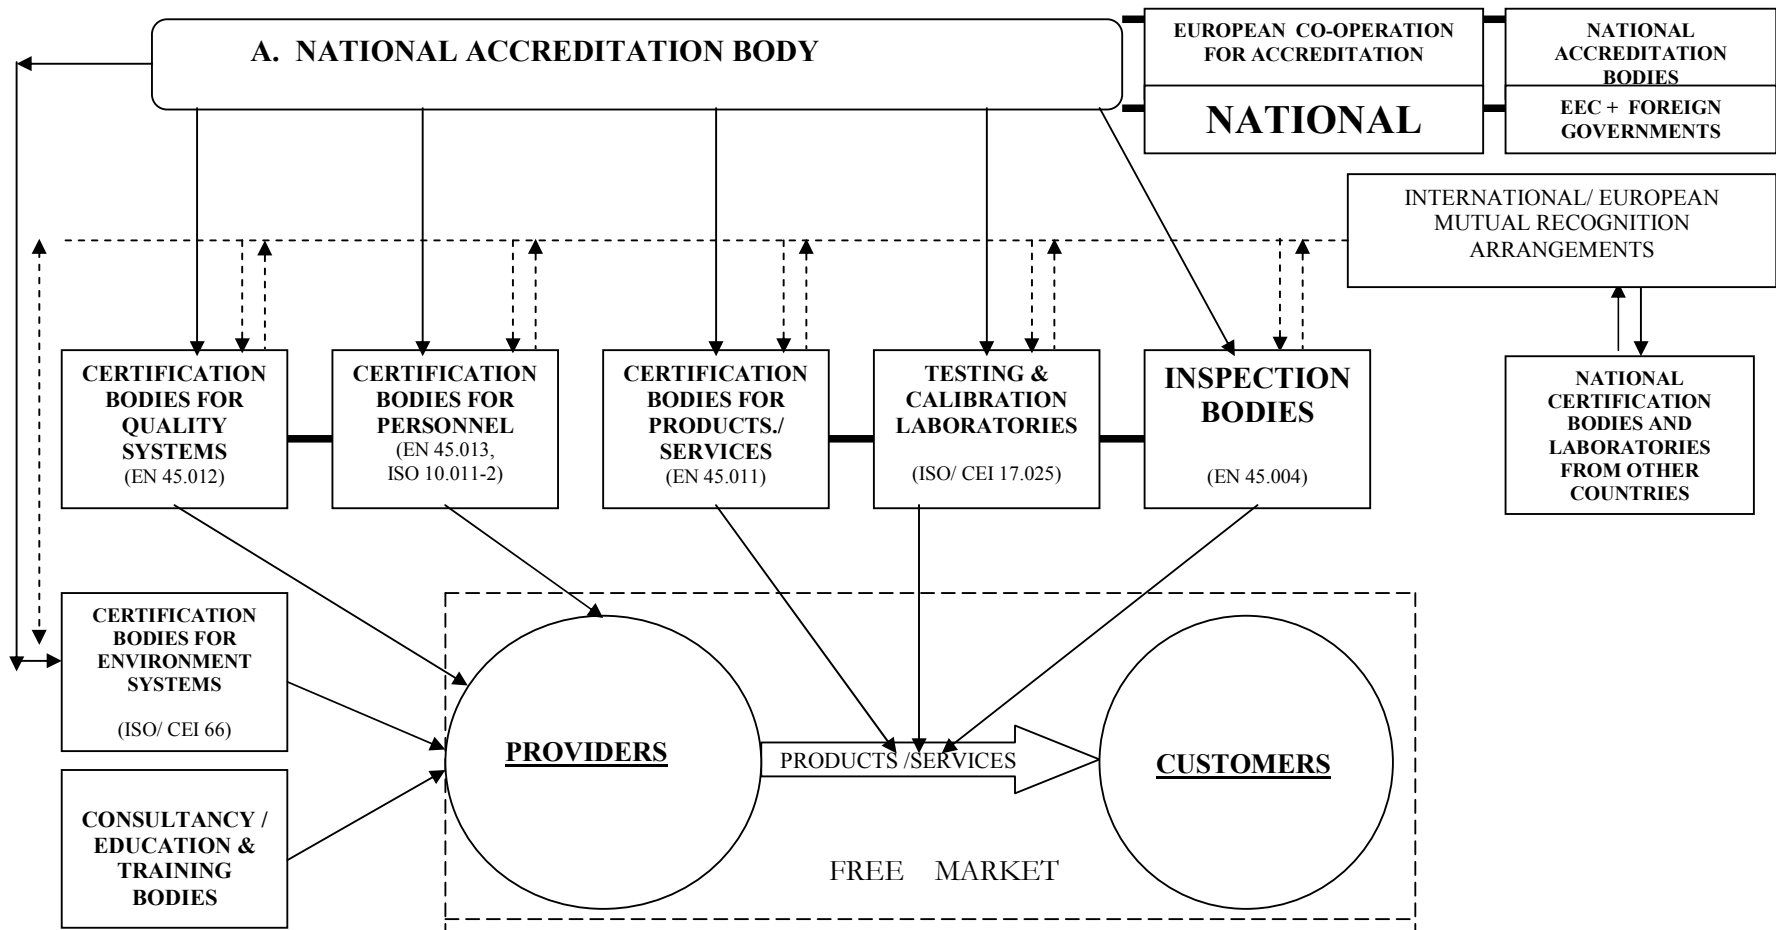 A. NATIONAL ACCREDITATION BODY
EUROPEAN CO-OPERATION
FOR ACCREDITATION
NATIONAL
ACCREDITATION
BODIES
NATIONAL
EEC + FOREIGN
GOVERNMENTS
INTERNATIONAL/ EUROPEAN
MUTUAL RECOGNITION
ARRANGEMENTS
CERTIFICATION
BODIES FOR
QUALITY
SYSTEMS
(EN 45.012)
CERTIFICATION
BODIES FOR
PERSONNEL
(EN 45.013,
ISO 10.011-2)
CERTIFICATION
BODIES FOR
PRODUCTS./
SERVICES
(EN 45.011)
TESTING &
CALIBRATION
LABORATORIES
(ISO/ CEI 17.025)
INSPECTION
BODIES
(EN 45.004)
NATIONAL
CERTIFICATION
BODIES AND
LABORATORIES
FROM OTHER
COUNTRIES
CERTIFICATION
BODIES FOR
ENVIRONMENT
SYSTEMS
(ISO/ CEI 66)
PROVIDERS
PRODUCTS /SERVICES
CUSTOMERS
CONSULTANCY /
EDUCATION &
TRAINING
BODIES
FREE MARKET